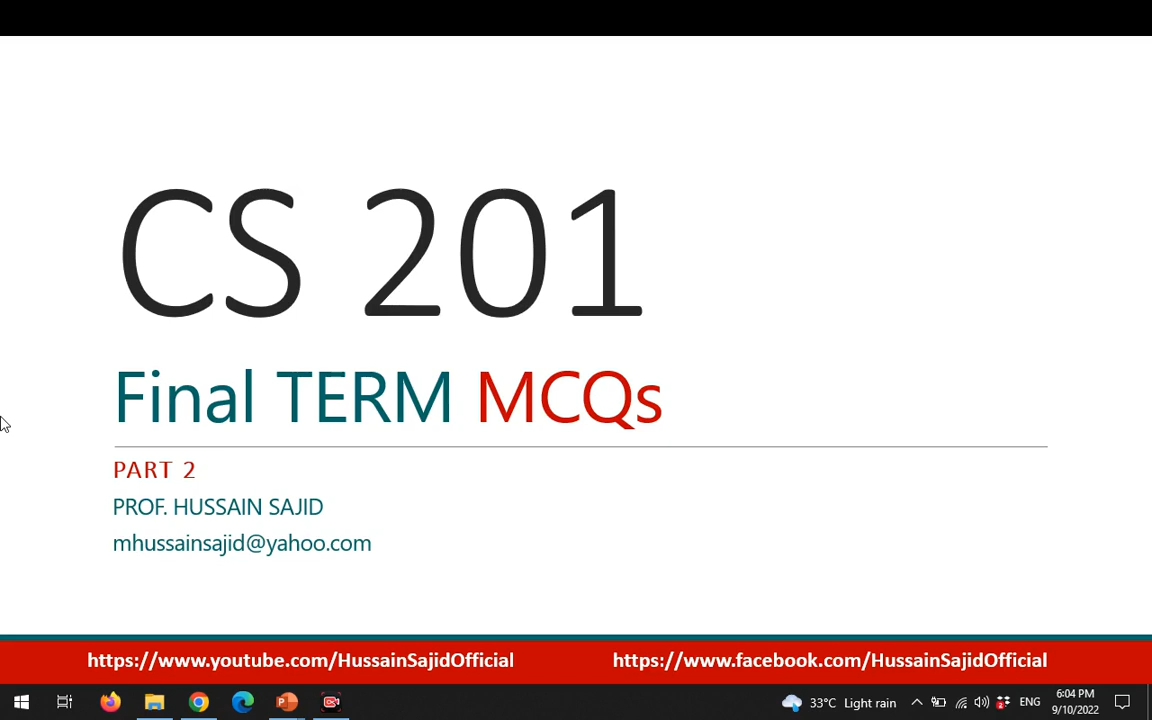 CS 201
Final TERM MCQs
PART 2
PROF. HUSSAIN SAJID
mhussainsajid@yahoo.com
https://www.youtube.com/HussainSajidOfficial
https://www.facebook.com/HussainSajidOfficial
33°C Light rain
ENG
6:04 PM
9/10/2022